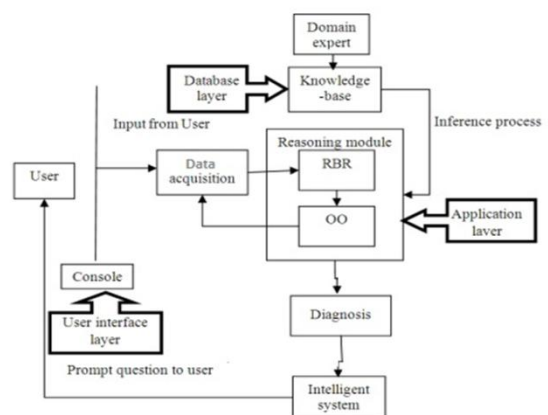 Domain
expert
Database
layer
Knowledge
-base
Input from User
Inference process
Reasoning module
User
Data
acquisition
RBR
OO
Application
layer
Console
User interface
layer
Diagnosis
Prompt question to user
Intelligent
system